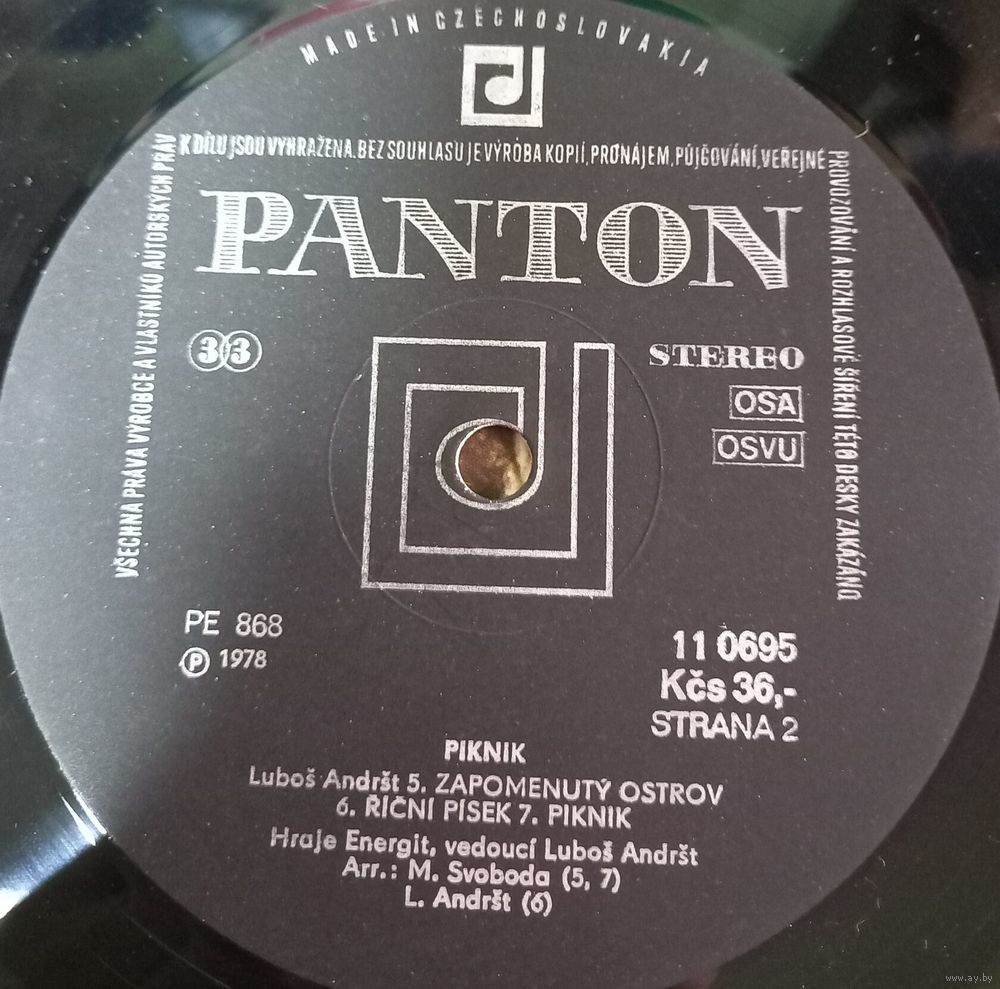 MADE IN CZECHOSLOVAKIA
VŠECHNA PRÁVA VÝROBCE A VLASTNÍKŮ AUTORSKÝCH PRÁV
K DÍLU JSOU VYHRAŽENA. BEZ SOUHLASU JE VÝROBA KOPIÍ, PRONÁJEM, PŮJČOVÁNÍ, VEŘEJNÉ
PROVOZOVÁNÍ A ROZHLASOVÉ ŠÍŘENÍ TÉTO DESKY ZAKÁZÁNO
PANTON
33
STEREO
OSA
OSVU
PE 868
Ⓟ 1978
11 0695
Kčs 36,-
STRANA 2
PIKNIK
Luboš Andršt 5. ZAPOMENUTÝ OSTROV
6. ŘÍČNÍ PÍSEK 7. PIKNIK
Hraje Energit, vedoucí Luboš Andršt
Arr.: M. Svoboda (5, 7)
L. Andršt (6)
www.ay.by